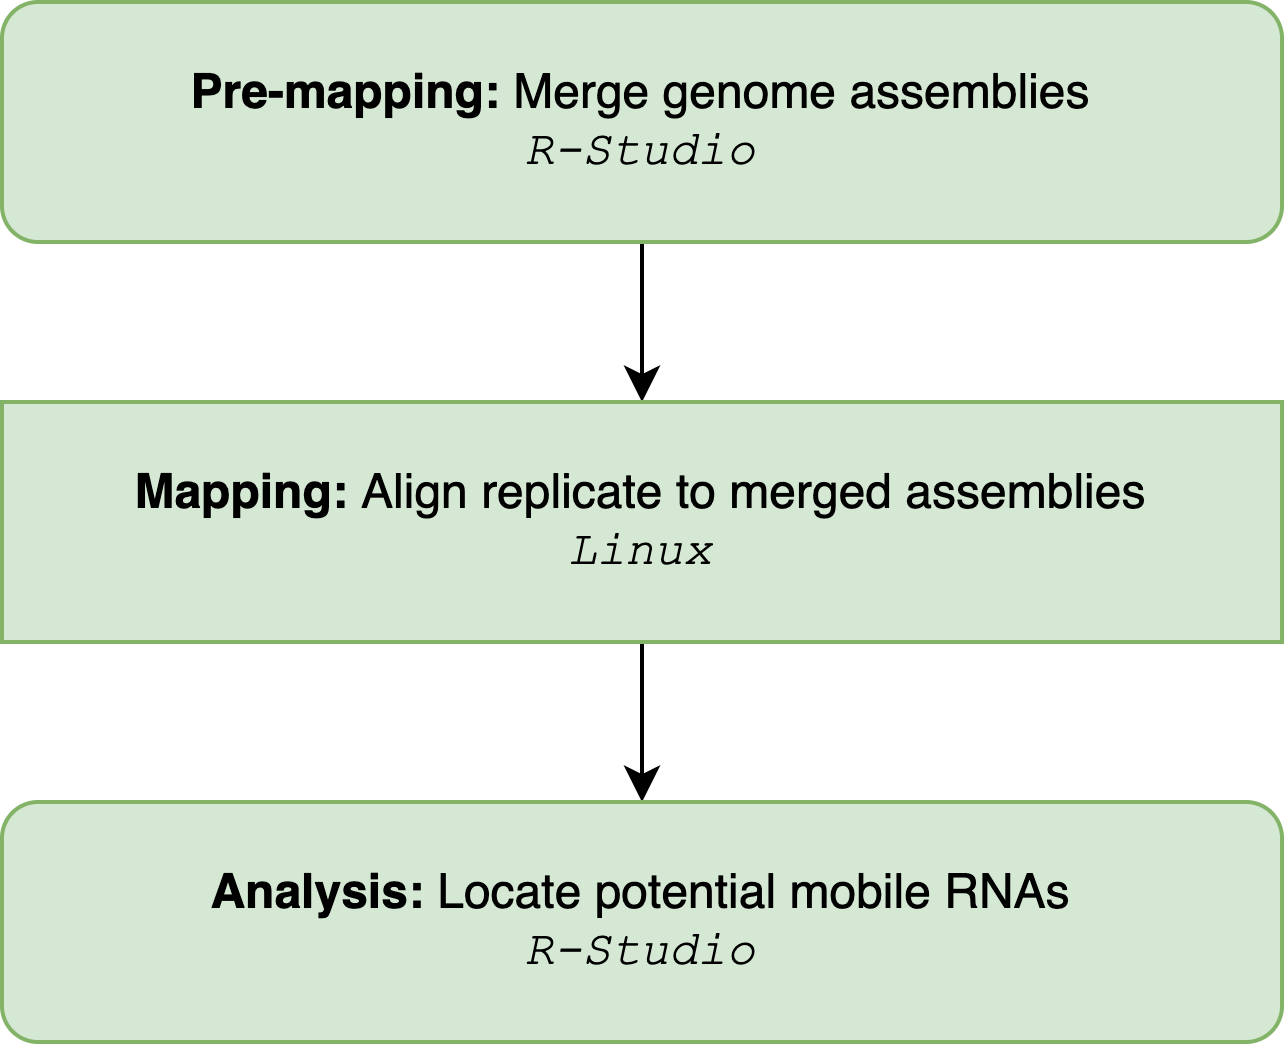 Pre-mapping: Merge genome assemblies
R-Studio
Mapping: Align replicate to merged assemblies
Linux
Analysis: Locate potential mobile RNAs
R-Studio